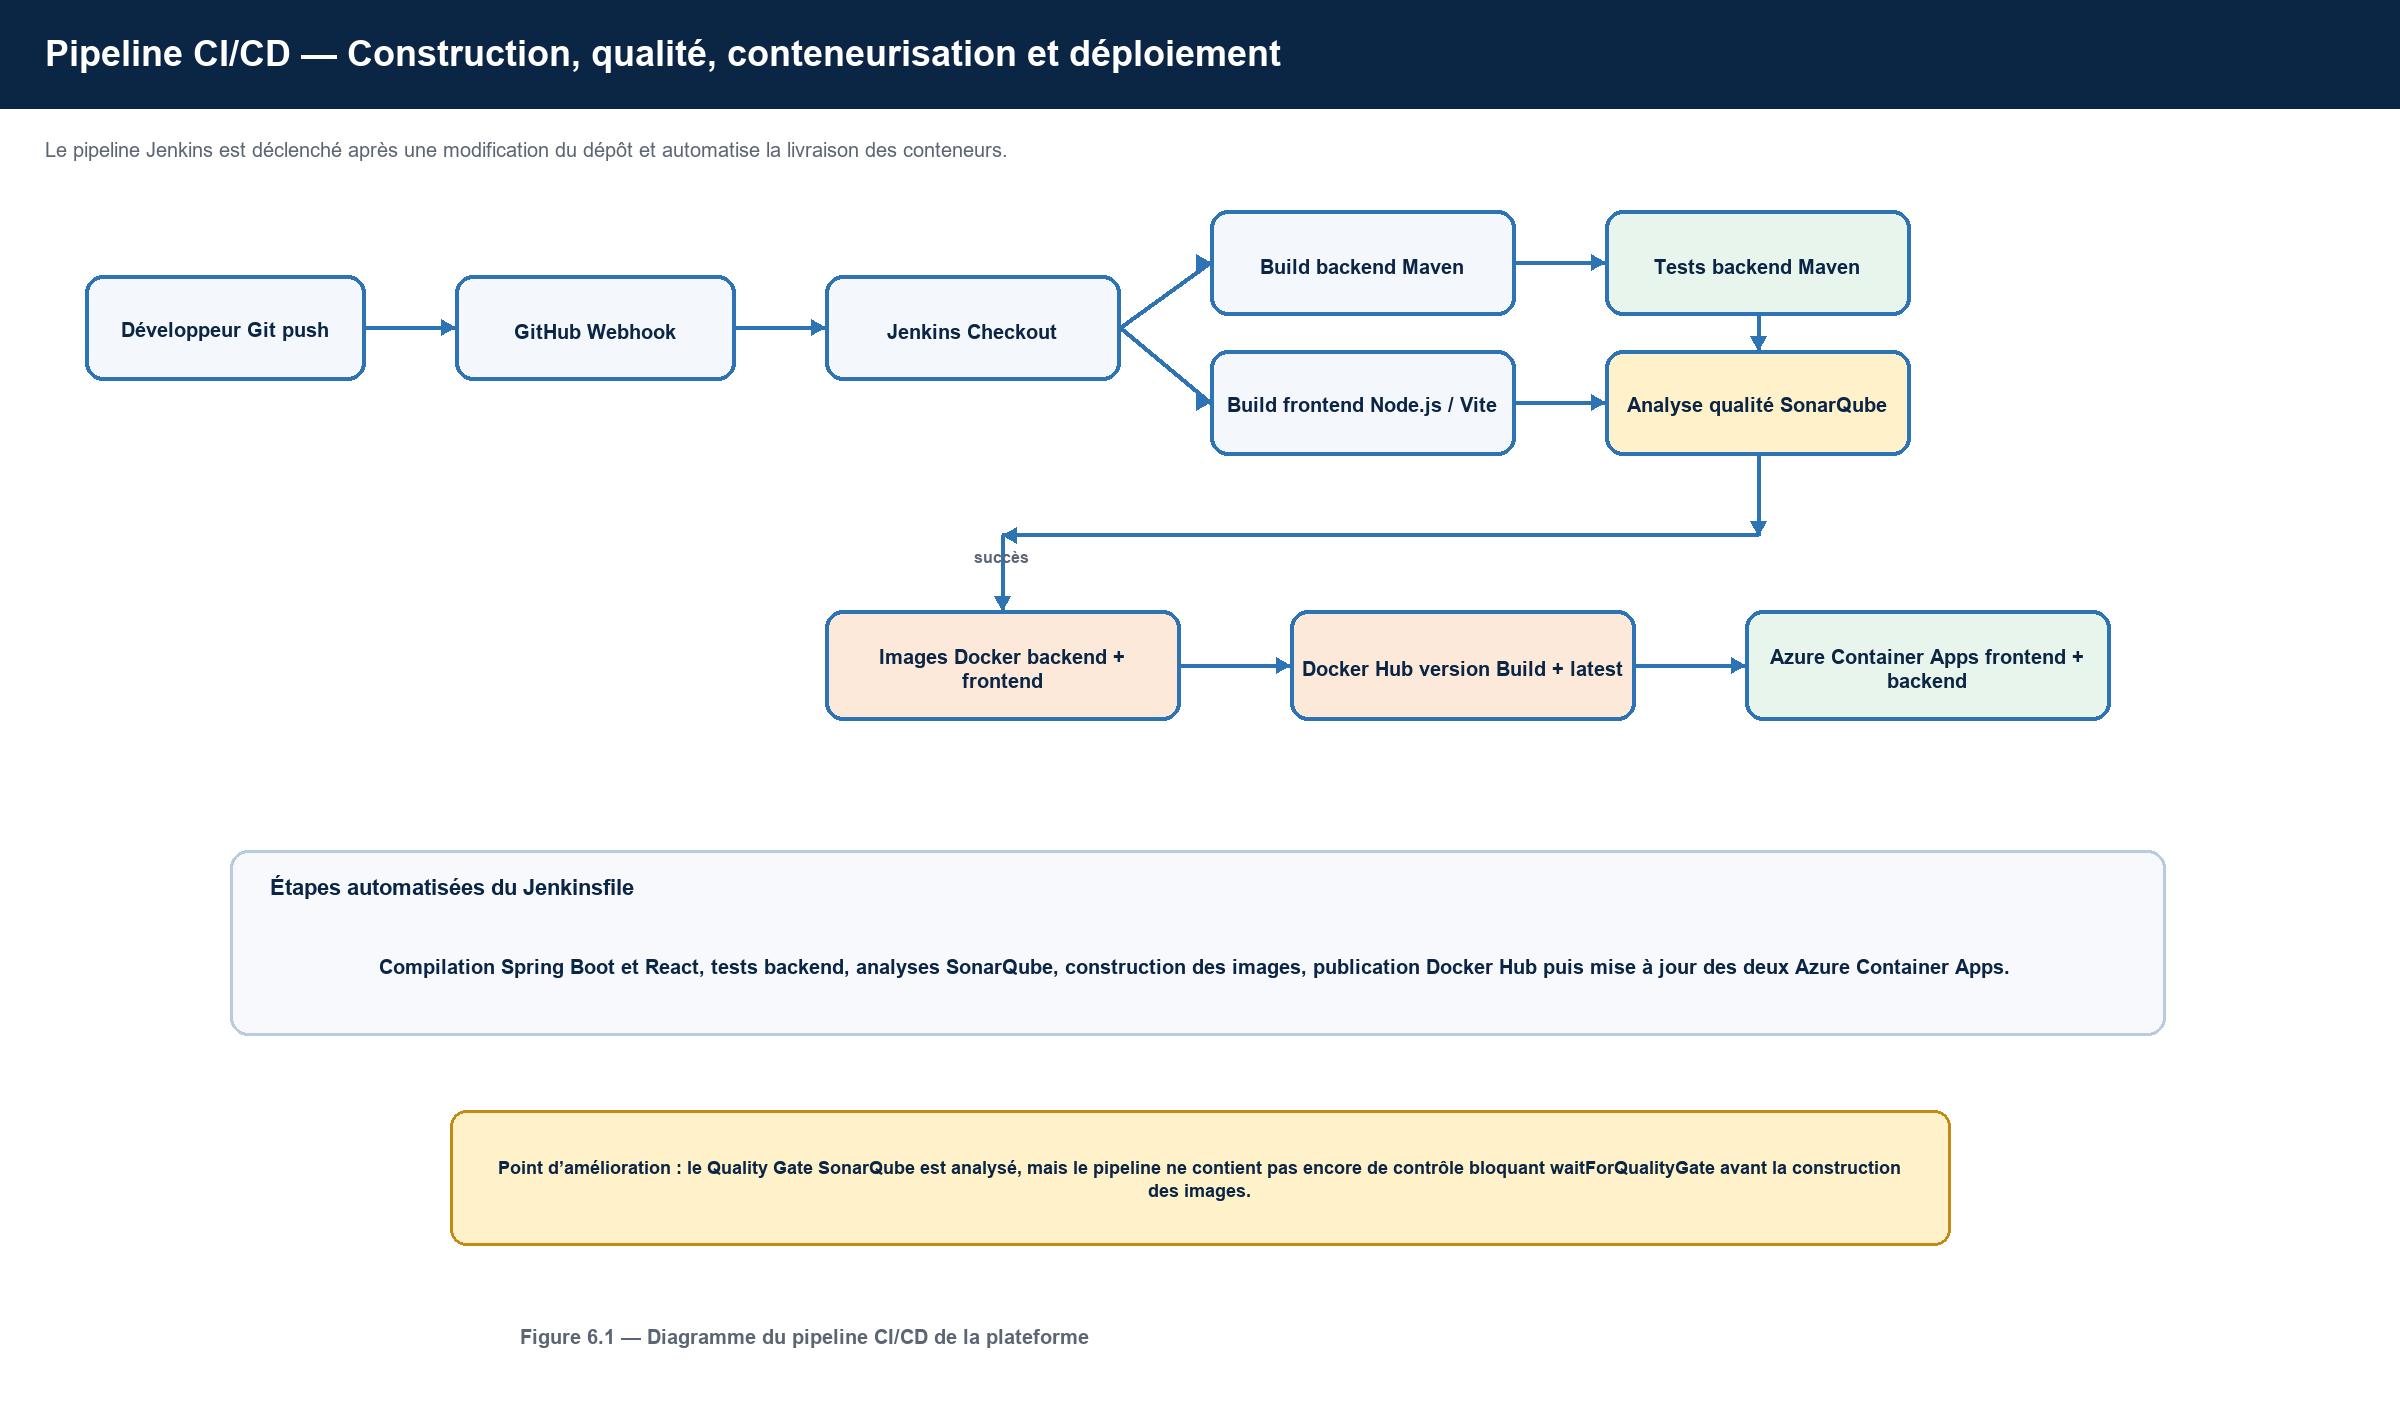 Pipeline CI/CD — Construction, qualité, conteneurisation et déploiement
Le pipeline Jenkins est déclenché après une modification du dépôt et automatise la livraison des conteneurs.
Développeur Git push
GitHub Webhook
Jenkins Checkout
Build backend Maven
Tests backend Maven
Build frontend Node.js / Vite
Analyse qualité SonarQube
succès
Images Docker backend +
frontend
Docker Hub version Build + latest
Azure Container Apps frontend +
backend
Étapes automatisées du Jenkinsfile
Compilation Spring Boot et React, tests backend, analyses SonarQube, construction des images, publication Docker Hub puis mise à jour des deux Azure Container Apps.
Point d’amélioration : le Quality Gate SonarQube est analysé, mais le pipeline ne contient pas encore de contrôle bloquant waitForQualityGate avant la construction
des images.
Figure 6.1 — Diagramme du pipeline CI/CD de la plateforme